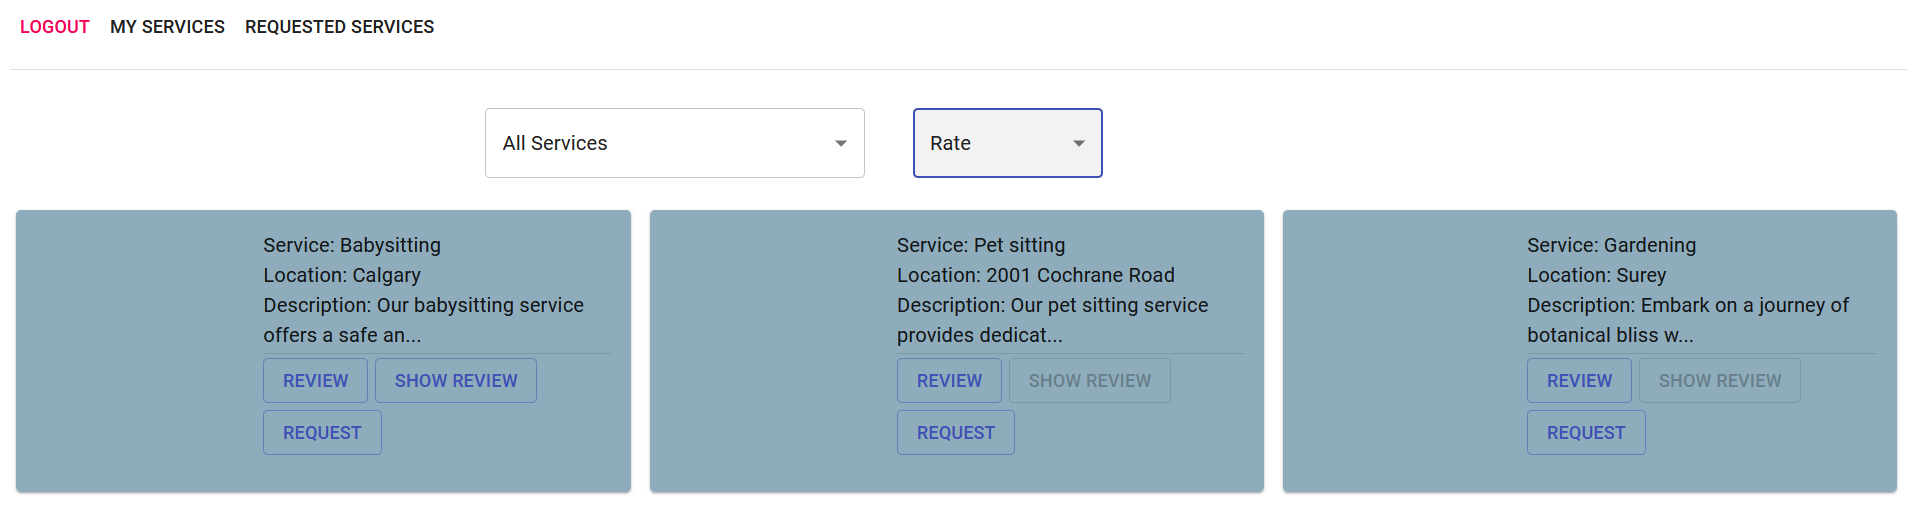 LOGOUT MY SERVICES REQUESTED SERVICES
All Services Rate
Service: Babysitting
Location: Calgary
Description: Our babysitting service
offers a safe an...
REVIEW SHOW REVIEW
REQUEST
Service: Pet sitting
Location: 2001 Cochrane Road
Description: Our pet sitting service
provides dedicat...
REVIEW SHOW REVIEW
REQUEST
Service: Gardening
Location: Surey
Description: Embark on a journey of
botanical bliss w...
REVIEW SHOW REVIEW
REQUEST